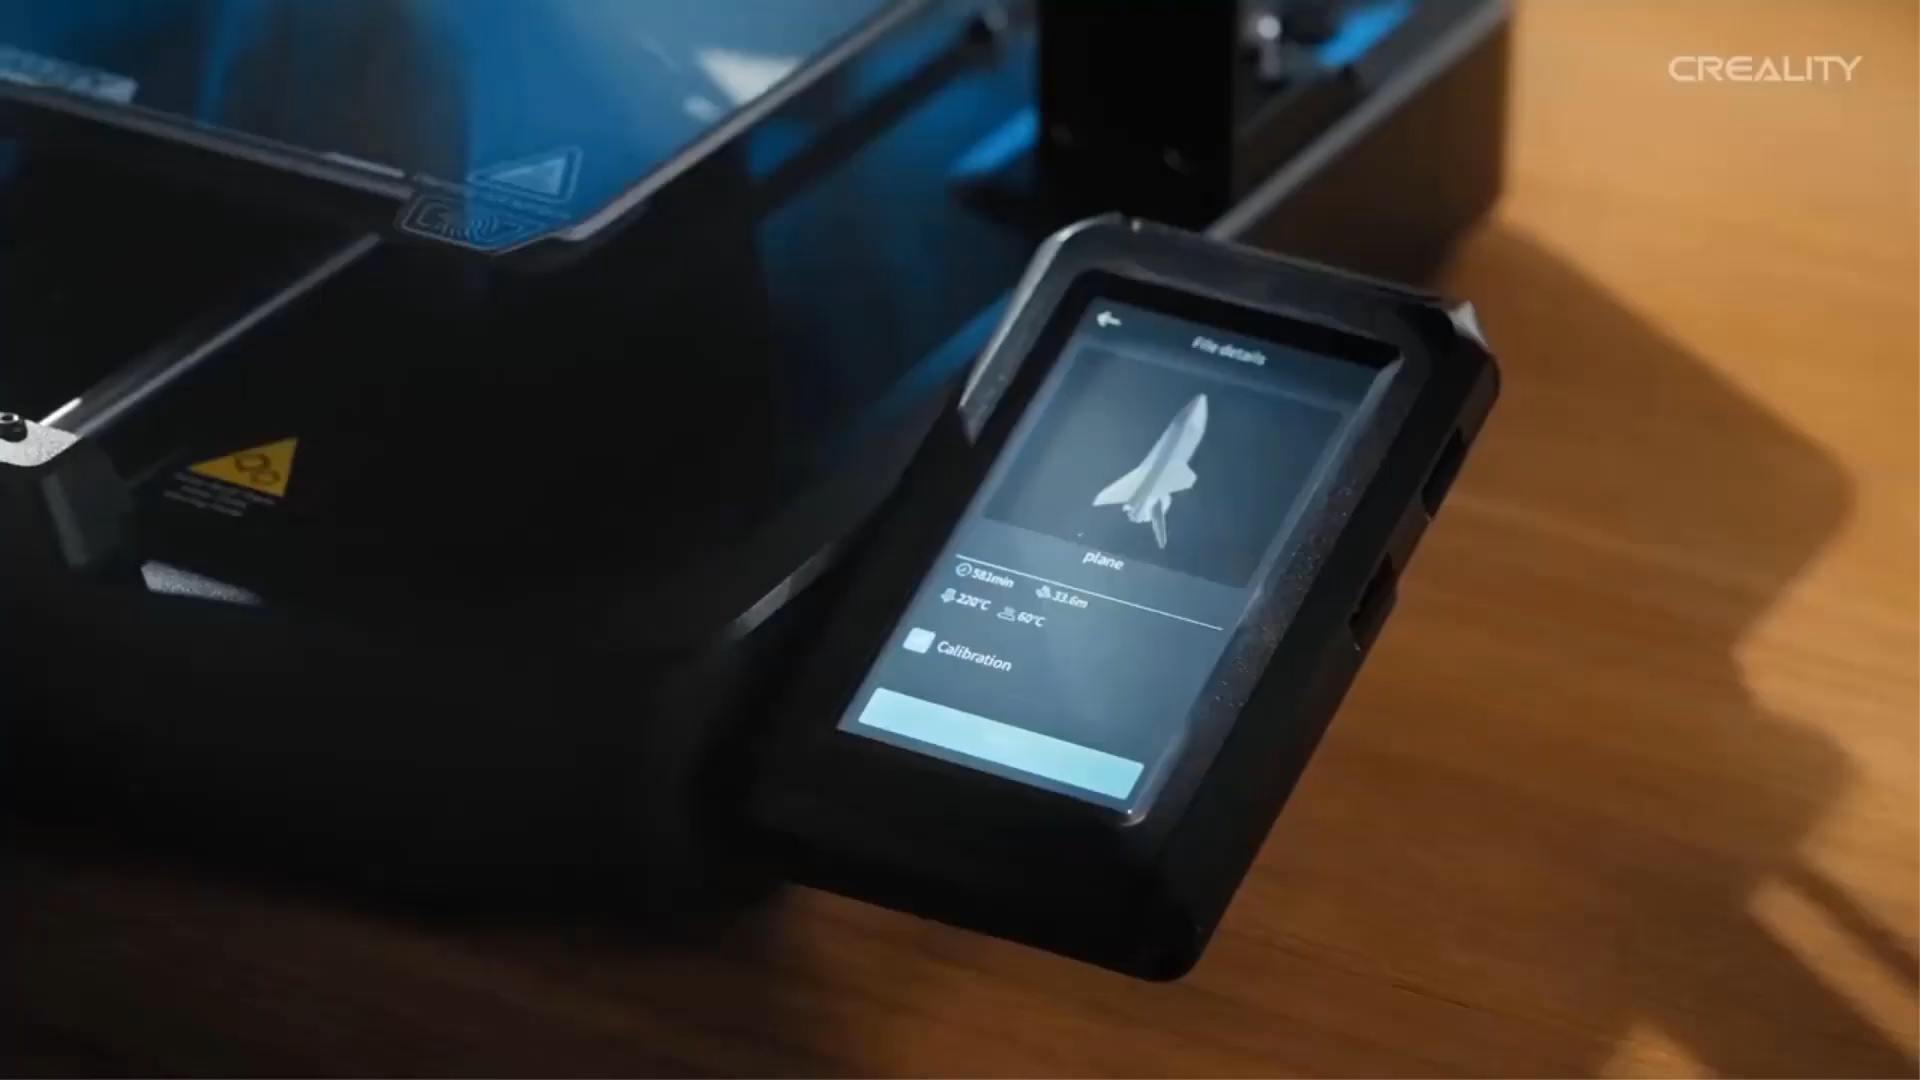 CREALITY
File details
plane
581min 33.6m
220°C 60°C
Calibration